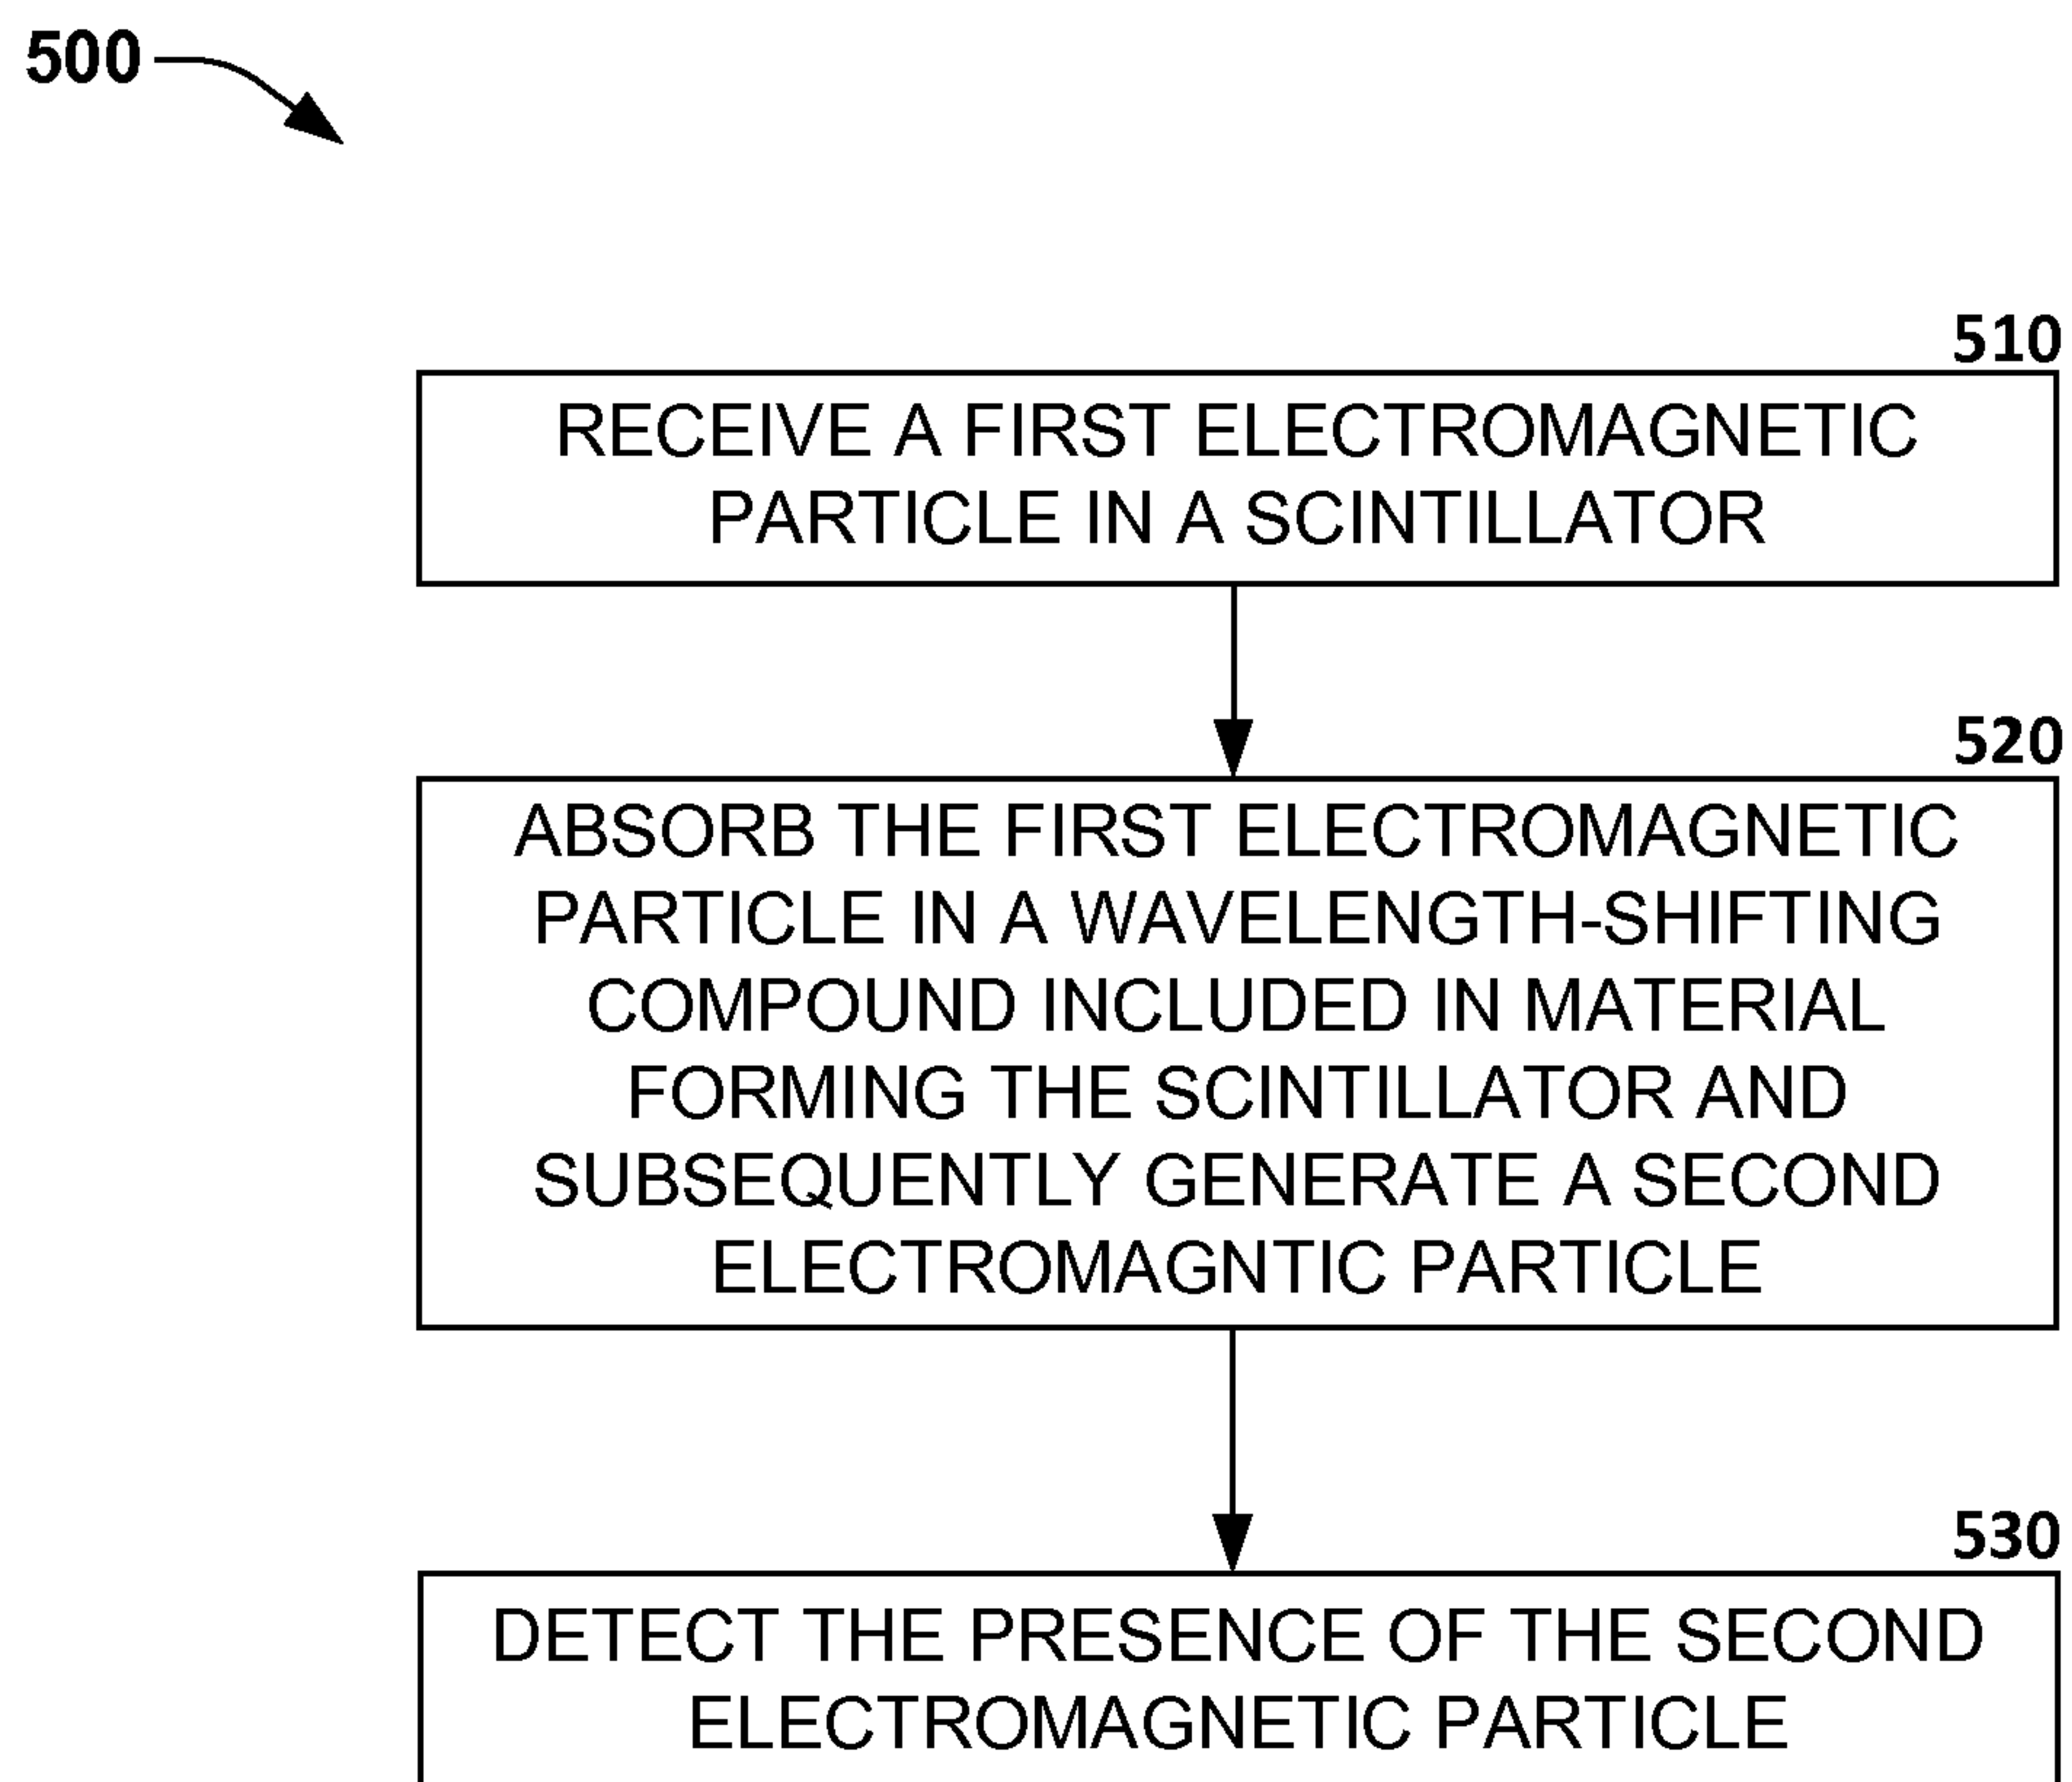 500
510
RECEIVE A FIRST ELECTROMAGNETIC
PARTICLE IN A SCINTILLATOR
520
ABSORB THE FIRST ELECTROMAGNETIC
PARTICLE IN A WAVELENGTH-SHIFTING
COMPOUND INCLUDED IN MATERIAL
FORMING THE SCINTILLATOR AND
SUBSEQUENTLY GENERATE A SECOND
ELECTROMAGNTIC PARTICLE
530
DETECT THE PRESENCE OF THE SECOND
ELECTROMAGNETIC PARTICLE